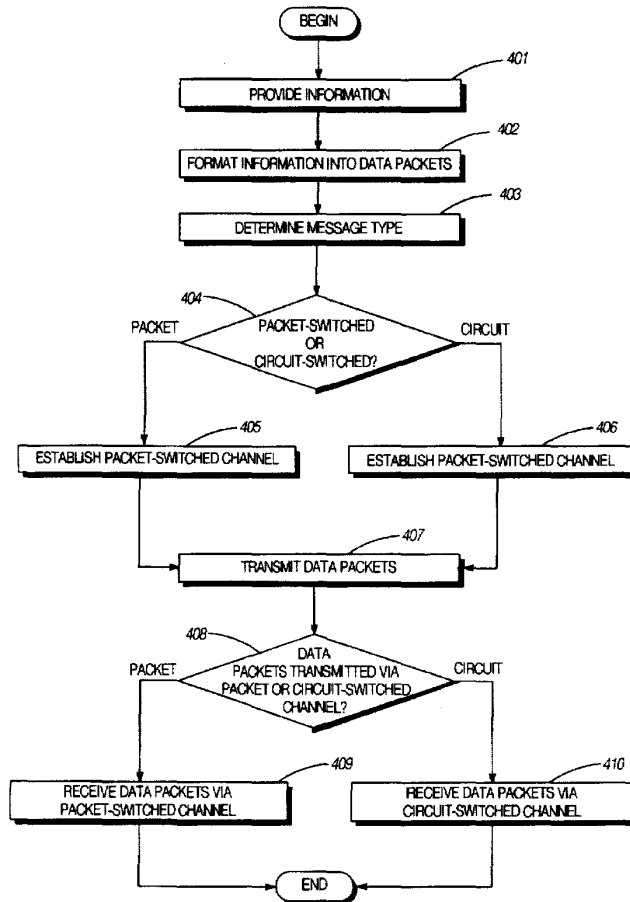 BEGIN
401
PROVIDE INFORMATION
402
FORMAT INFORMATION INTO DATA PACKETS
403
DETERMINE MESSAGE TYPE
404
PACKET
PACKET-SWITCHED
OR
CIRCUIT-SWITCHED?
CIRCUIT
405
ESTABLISH PACKET-SWITCHED CHANNEL
406
ESTABLISH PACKET-SWITCHED CHANNEL
407
TRANSMIT DATA PACKETS
408
PACKET
DATA
PACKETS TRANSMITTED VIA
PACKET OR CIRCUIT-SWITCHED
CHANNEL?
CIRCUIT
409
RECEIVE DATA PACKETS VIA
PACKET-SWITCHED CHANNEL
410
RECEIVE DATA PACKETS VIA
CIRCUIT-SWITCHED CHANNEL
END